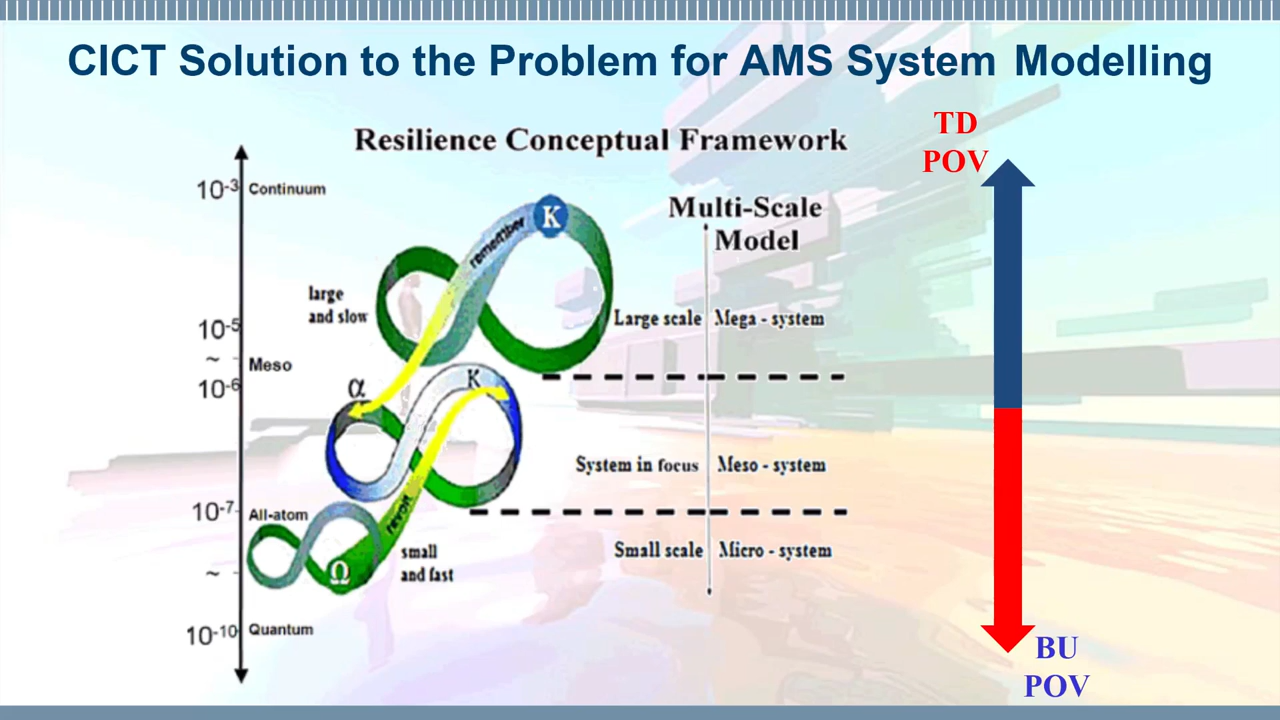 CICT Solution to the Problem for AMS System Modelling
Resilience Conceptual Framework
TD
POV
10-3 Continuum
Multi-Scale
Model
K
remember
large
and slow
Large scale Mega - system
10-5
~
Meso
10-6
α
K
System in focus Meso - system
10-7
All-atom
revolt
small
and fast
Small scale Micro - system
~
Ω
10-10 Quantum
BU
POV